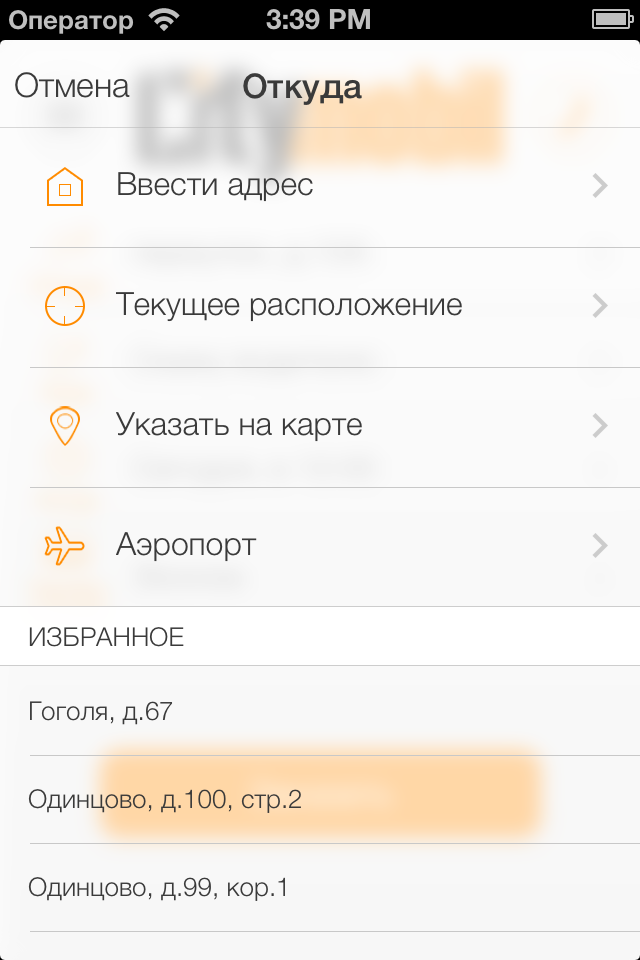 Оператор 3:39 PM
Отмена Откуда
Citymobil
Ввести адрес
Текущее расположение
Указать на карте
Аэропорт
ИЗБРАННОЕ
Гоголя, д.67
Одинцово, д.100, стр.2
Одинцово, д.99, кор.1